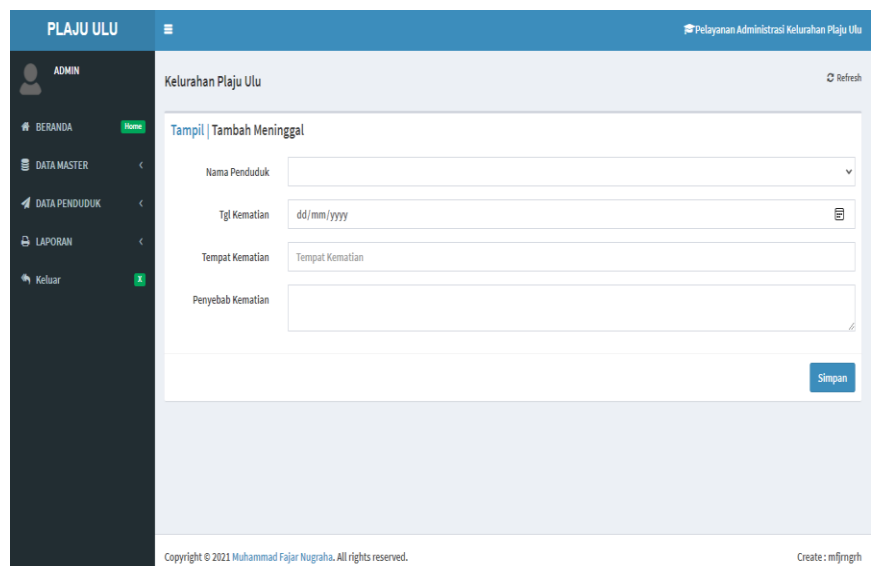 PLAJU ULU
Pelayanan Administrasi Kelurahan Plaju Ulu
ADMIN
BERANDA Home
DATA MASTER
DATA PENDUDUK
LAPORAN
Keluar X
Kelurahan Plaju Ulu
Refresh
Tampil | Tambah Meninggal
Nama Penduduk
Tgl Kematian dd/mm/yyyy
Tempat Kematian Tempat Kematian
Penyebab Kematian
Simpan
Copyright © 2021 Muhammad Fajar Nugraha. All rights reserved.
Create : mfjrngrh